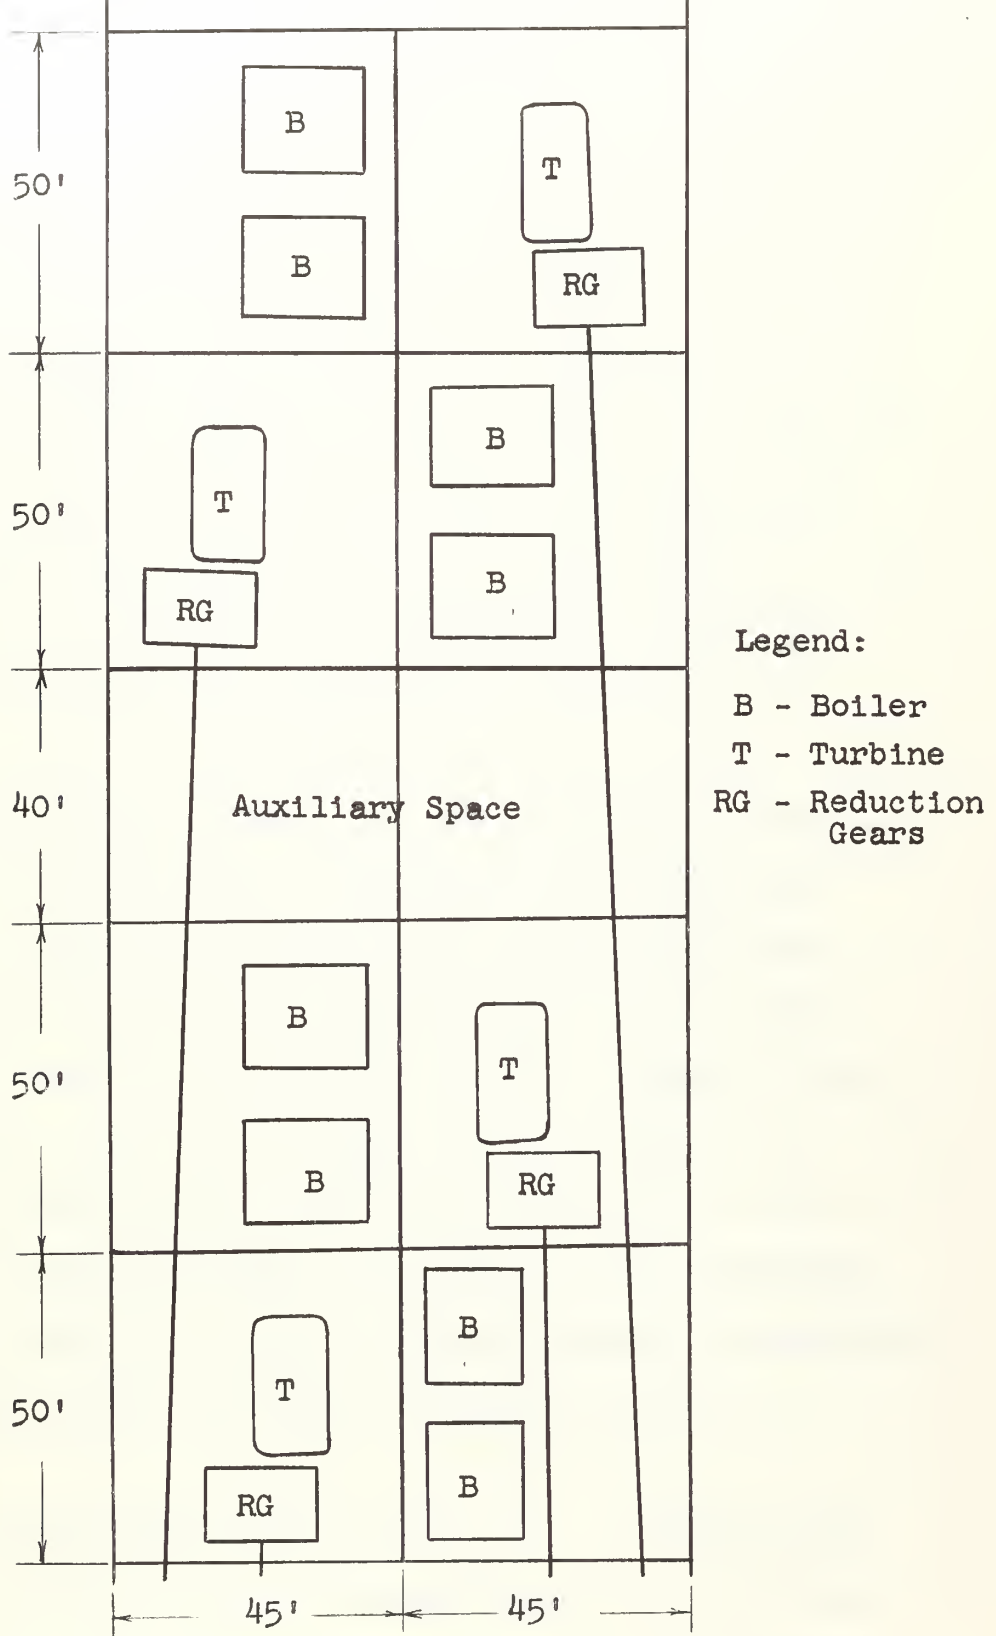 B
T
50'
B
RG
B
T
50'
B
RG
Legend:
B - Boiler
T - Turbine
40'
Auxiliary Space
RG - Reduction
Gears
B
T
50'
B
RG
B
T
50'
B
RG
45'
45'